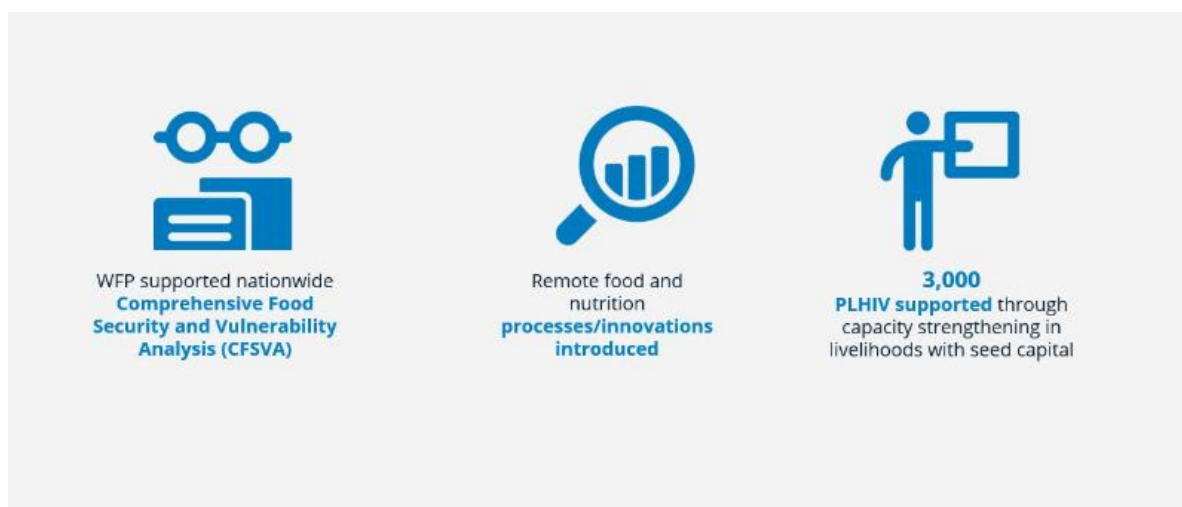 WFP supported nationwide
Comprehensive Food
Security and Vulnerability
Analysis (CFSVA)
Remote food and
nutrition
processes/innovations
introduced
3,000
PLHIV supported through
capacity strengthening in
livelihoods with seed capital